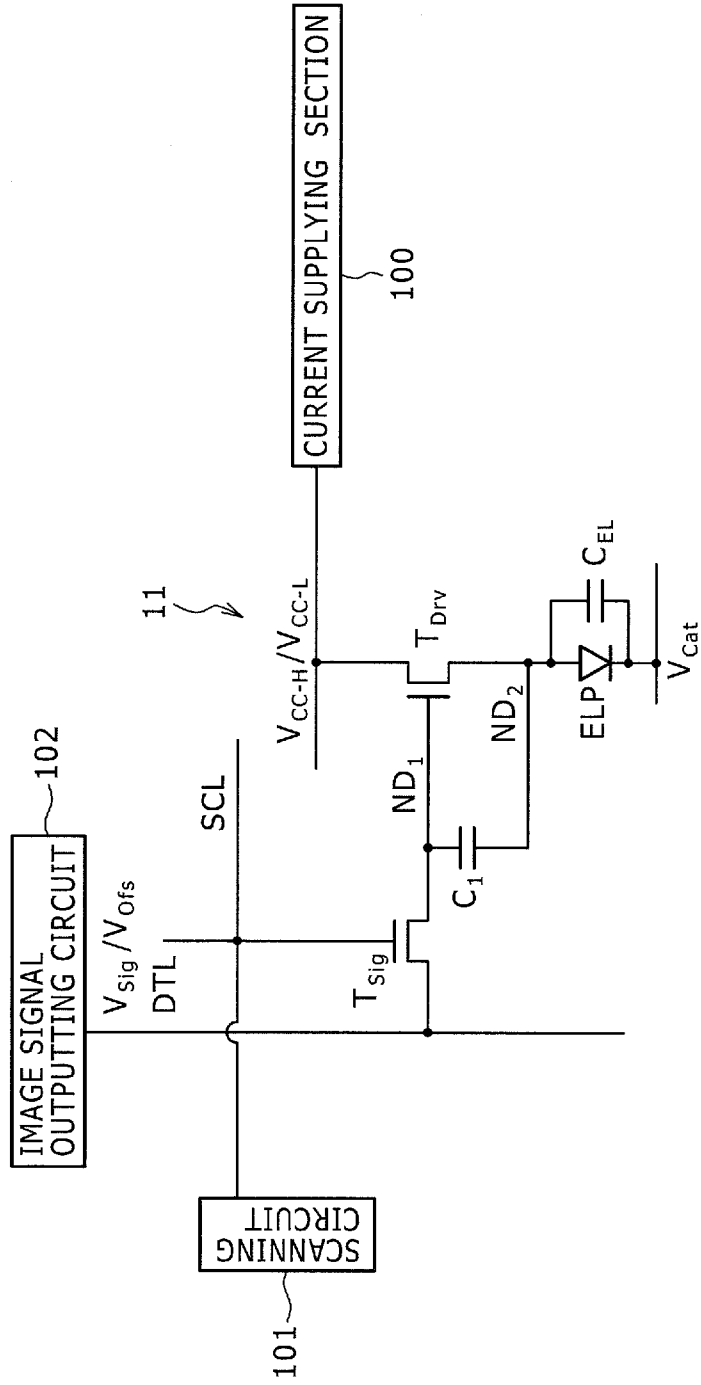 IMAGE SIGNAL
OUTPUTTING CIRCUIT
102
V_Sig/V_Ofs
DTL
SCANNING
CIRCUIT
101
SCL
11
V_CC-H/V_CC-L
CURRENT SUPPLYING SECTION
100
T_Sig
ND_1
C_1
T_Drv
ND_2
ELP
C_EL
V_Cat